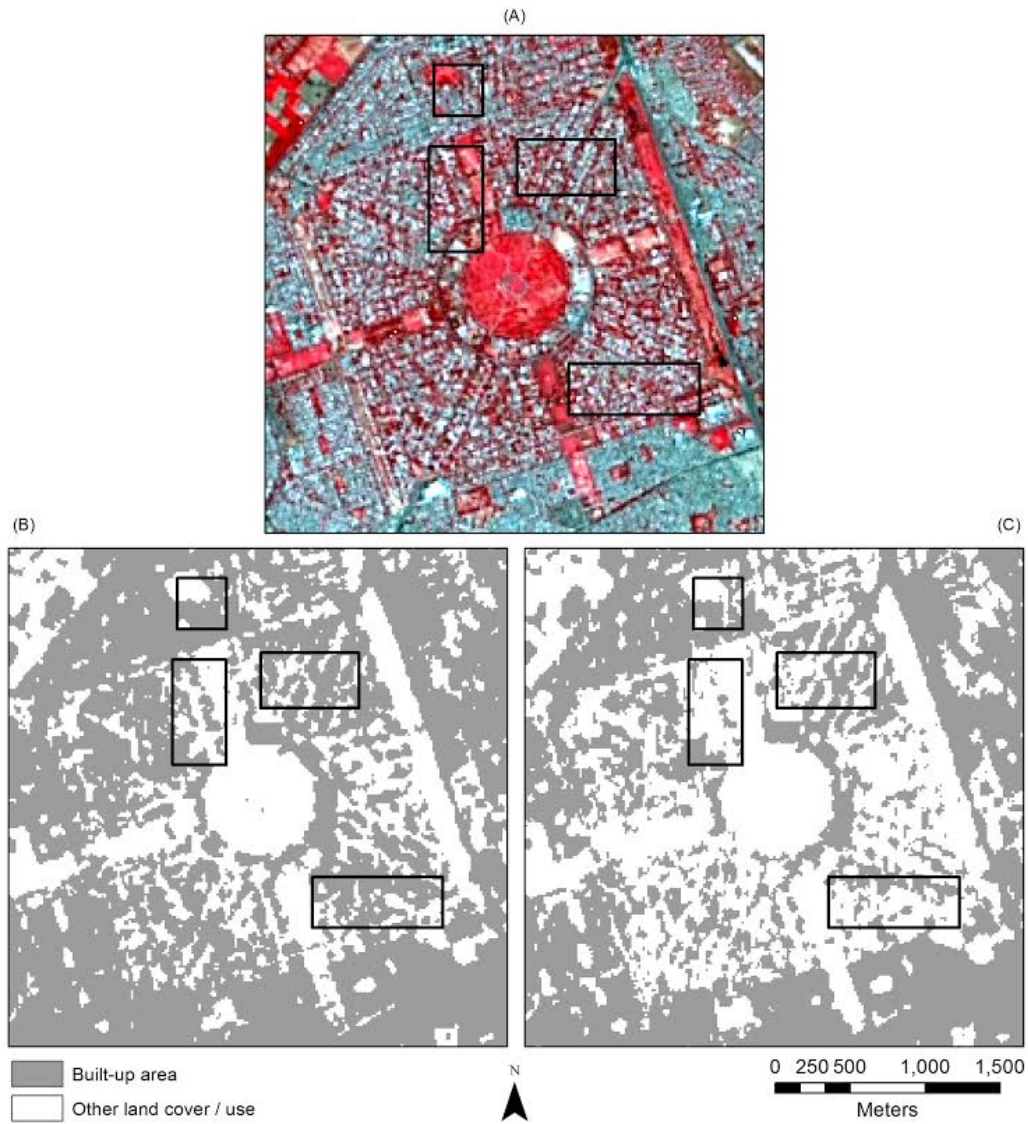 (A)
(B)
(C)
Built-up area
Other land cover / use
N
0 250 500 1,000 1,500
Meters